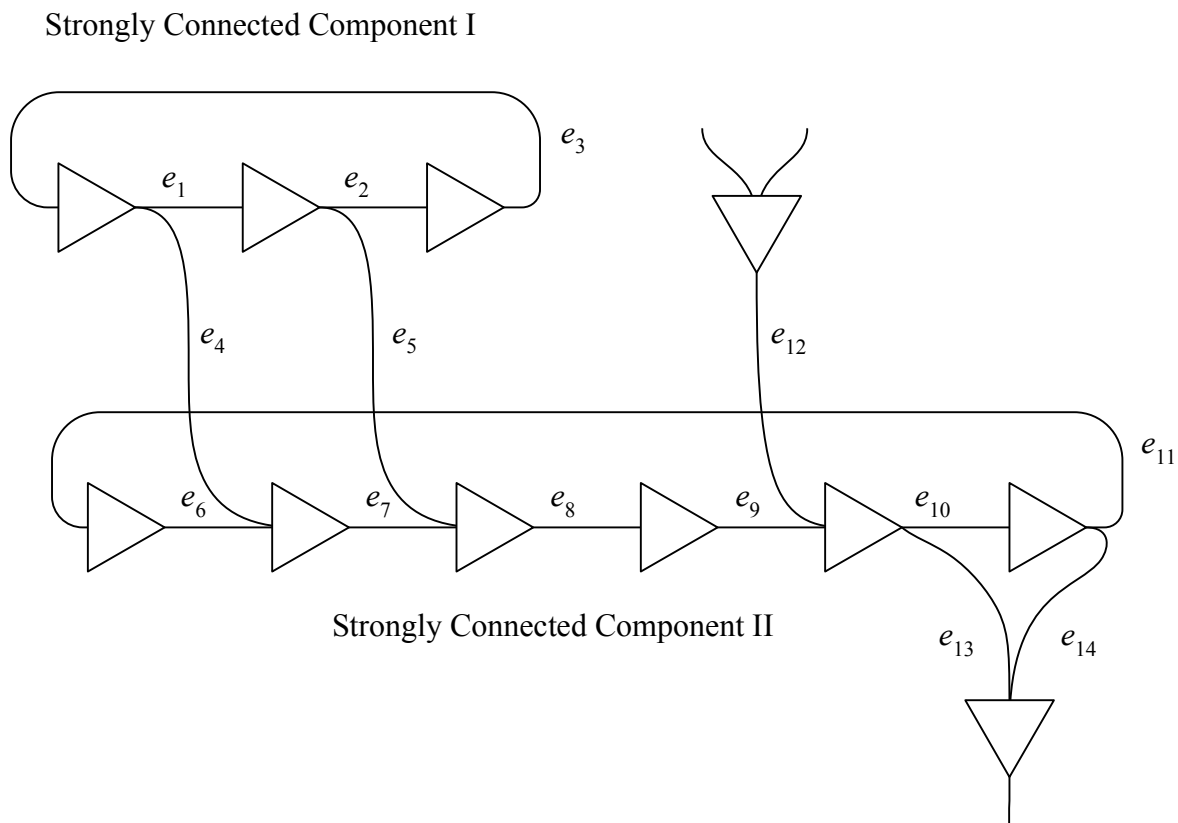 Strongly Connected Component I
e3
e1
e2
e4
e5
e12
e11
e6
e7
e8
e9
e10
Strongly Connected Component II
e13
e14